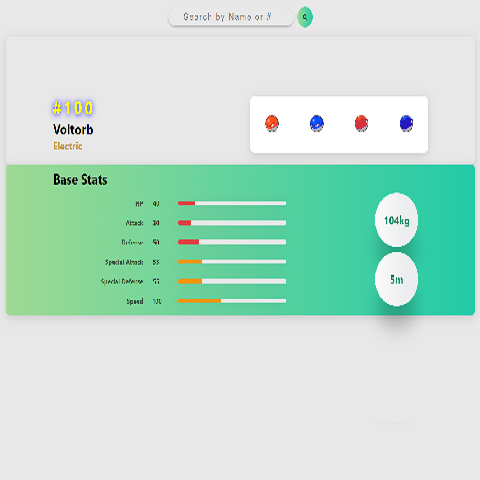 Search by Name or #
#100
Voltorb
Electric
Base Stats
HP 40
Attack 30
Defense 50
Special Attack 55
Special Defense 55
Speed 100
104kg
5m